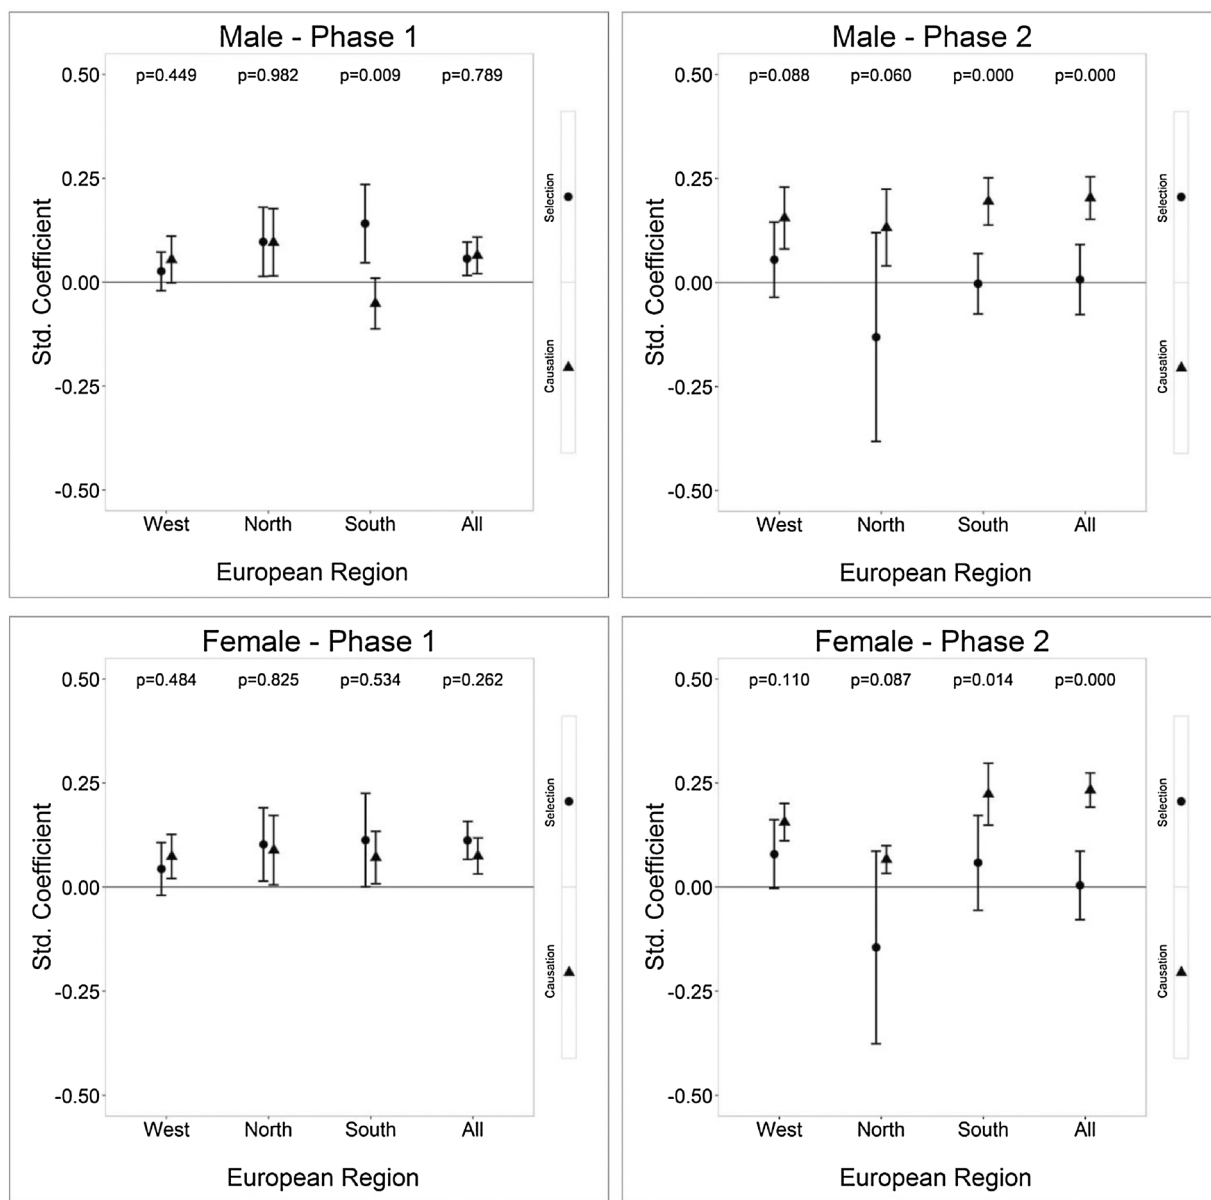 Male - Phase 1
p=0.449 p=0.982 p=0.009 p=0.789
0.50
0.25
0.00
-0.25
-0.50
Std. Coefficient
West North South All
European Region
Selection
Causation
Male - Phase 2
p=0.088 p=0.060 p=0.000 p=0.000
0.50
0.25
0.00
-0.25
-0.50
Std. Coefficient
West North South All
European Region
Selection
Causation
Female - Phase 1
p=0.484 p=0.825 p=0.534 p=0.262
0.50
0.25
0.00
-0.25
-0.50
Std. Coefficient
West North South All
European Region
Selection
Causation
Female - Phase 2
p=0.110 p=0.087 p=0.014 p=0.000
0.50
0.25
0.00
-0.25
-0.50
Std. Coefficient
West North South All
European Region
Selection
Causation